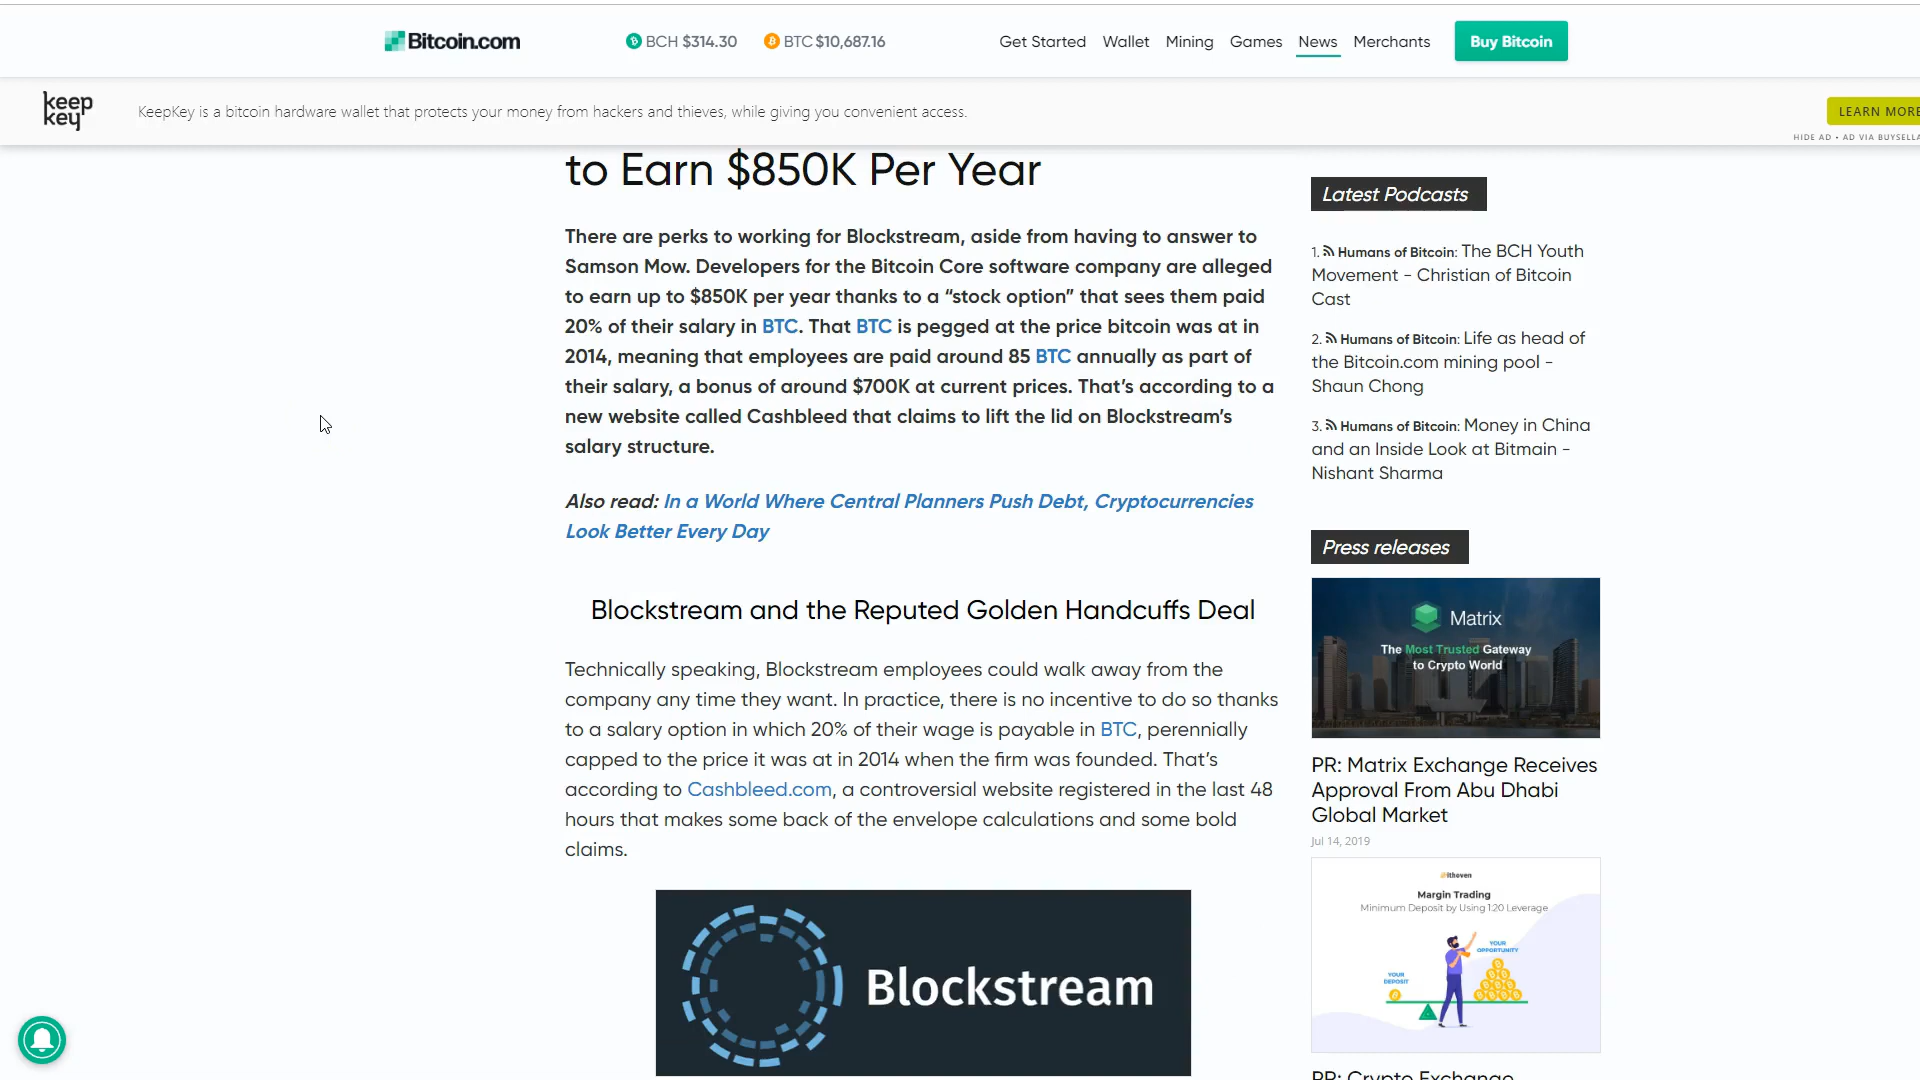 Bitcoin.com
BCH $314.30
BTC $10,687.16
Get Started
Wallet
Mining
Games
News
Merchants
Buy Bitcoin
keep
key
KeepKey is a bitcoin hardware wallet that protects your money from hackers and thieves, while giving you convenient access.
LEARN MORE
HIDE AD • AD VIA BUYSELLA
to Earn $850K Per Year
There are perks to working for Blockstream, aside from having to answer to
Samson Mow. Developers for the Bitcoin Core software company are alleged
to earn up to $850K per year thanks to a “stock option” that sees them paid
20% of their salary in BTC. That BTC is pegged at the price bitcoin was at in
2014, meaning that employees are paid around 85 BTC annually as part of
their salary, a bonus of around $700K at current prices. That’s according to a
new website called Cashbleed that claims to lift the lid on Blockstream’s
salary structure.
Also read: In a World Where Central Planners Push Debt, Cryptocurrencies
Look Better Every Day
Blockstream and the Reputed Golden Handcuffs Deal
Technically speaking, Blockstream employees could walk away from the
company any time they want. In practice, there is no incentive to do so thanks
to a salary option in which 20% of their wage is payable in BTC, perennially
capped to the price it was at in 2014 when the firm was founded. That’s
according to Cashbleed.com, a controversial website registered in the last 48
hours that makes some back of the envelope calculations and some bold
claims.
Blockstream
Latest Podcasts
1. Humans of Bitcoin: The BCH Youth
Movement - Christian of Bitcoin
Cast
2. Humans of Bitcoin: Life as head of
the Bitcoin.com mining pool -
Shaun Chong
3. Humans of Bitcoin: Money in China
and an Inside Look at Bitmain -
Nishant Sharma
Press releases
Matrix
The Most Trusted Gateway
to Crypto World
PR: Matrix Exchange Receives
Approval From Abu Dhabi
Global Market
Jul 14, 2019
Bithoven
Margin Trading
Minimum Deposit by Using 1:20 Leverage
YOUR
OPPORTUNITY
YOUR
DEPOSIT
PR: Crypto Exchange